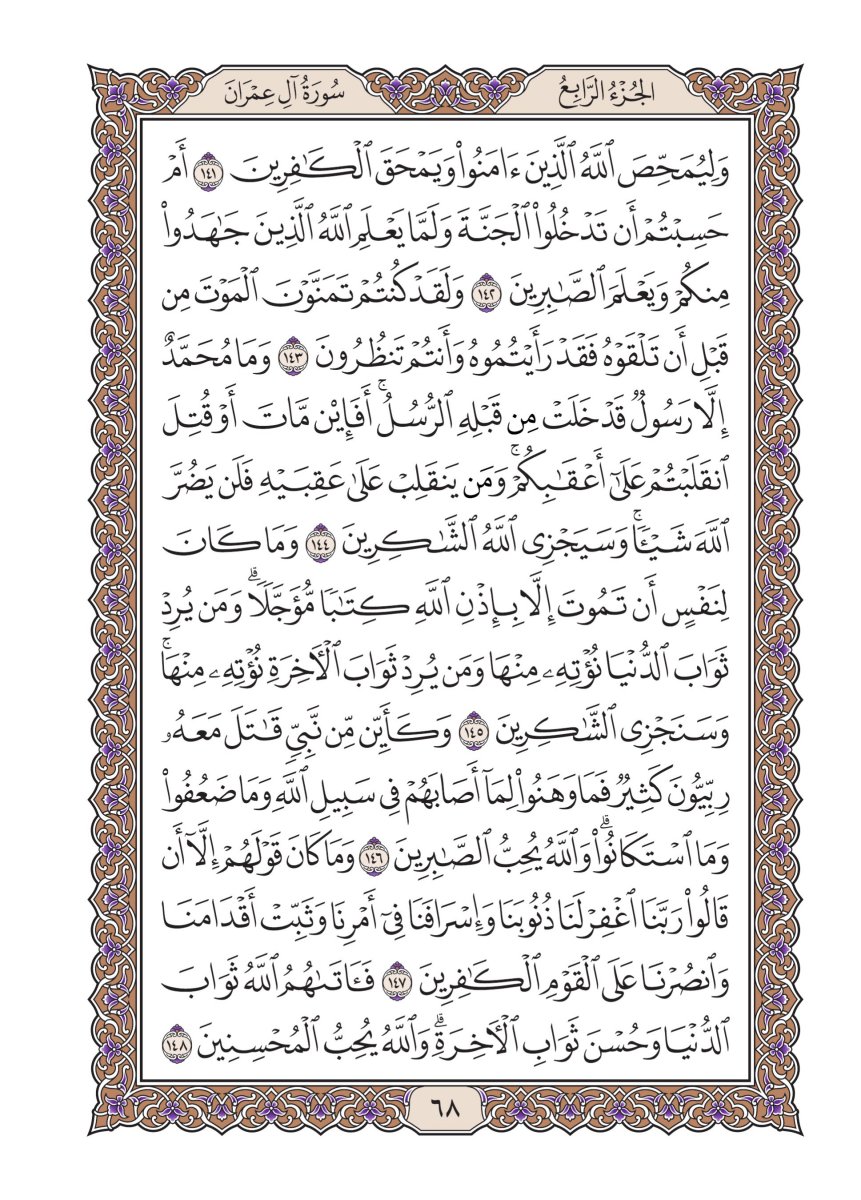 الجُزْءُ الرَّابِعُ
سُورَةُ آلِ عِمْرَانَ
وَلِيُمَحِّصَ ٱللَّهُ ٱلَّذِينَ ءَامَنُواْ وَيَمْحَقَ ٱلْكَٰفِرِينَ ١٤١ أَمْ
حَسِبْتُمْ أَن تَدْخُلُواْ ٱلْجَنَّةَ وَلَمَّا يَعْلَمِ ٱللَّهُ ٱلَّذِينَ جَٰهَدُواْ
مِنكُمْ وَيَعْلَمَ ٱلصَّٰبِرِينَ ١٤٢ وَلَقَدْ كُنتُمْ تَمَنَّوْنَ ٱلْمَوْتَ مِن
قَبْلِ أَن تَلْقَوْهُ فَقَدْ رَأَيْتُمُوهُ وَأَنتُمْ تَنظُرُونَ ١٤٣ وَمَا مُحَمَّدٌ
إِلَّا رَسُولٌ قَدْ خَلَتْ مِن قَبْلِهِ ٱلرُّسُلُۚ أَفَإِيْن مَّاتَ أَوْ قُتِلَ
ٱنقَلَبْتُمْ عَلَىٰٓ أَعْقَٰبِكُمْۚ وَمَن يَنقَلِبْ عَلَىٰ عَقِبَيْهِ فَلَن يَضُرَّ
ٱللَّهَ شَيْـًٔاۚ وَسَيَجْزِى ٱللَّهُ ٱلشَّٰكِرِينَ ١٤٤ وَمَا كَانَ
لِنَفْسٍ أَن تَمُوتَ إِلَّا بِإِذْنِ ٱللَّهِ كِتَٰبًا مُّؤَجَّلًاۗ وَمَن يُرِدْ
ثَوَابَ ٱلدُّنْيَا نُؤْتِهِۦ مِنْهَا وَمَن يُرِدْ ثَوَابَ ٱلْأٓخِرَةِ نُؤْتِهِۦ مِنْهَاۚ
وَسَنَجْزِى ٱلشَّٰكِرِينَ ١٤٥ وَكَأَيِّن مِّن نَّبِىٍّ قَٰتَلَ مَعَهُۥ
رِبِّيُّونَ كَثِيرٌ فَمَا وَهَنُواْ لِمَآ أَصَابَهُمْ فِى سَبِيلِ ٱللَّهِ وَمَا ضَعُفُواْ
وَمَا ٱسْتَكَانُواْۗ وَٱللَّهُ يُحِبُّ ٱلصَّٰبِرِينَ ١٤٦ وَمَا كَانَ قَوْلَهُمْ إِلَّآ أَن
قَالُواْ رَبَّنَا ٱغْفِرْ لَنَا ذُنُوبَنَا وَإِسْرَافَنَا فِىٓ أَمْرِنَا وَثَبِّتْ أَقْدَامَنَا
وَٱنصُرْنَا عَلَى ٱلْقَوْمِ ٱلْكَٰفِرِينَ ١٤٧ فَـَٔاتَىٰهُمُ ٱللَّهُ ثَوَابَ
ٱلدُّنْيَا وَحُسْنَ ثَوَابِ ٱلْأٓخِرَةِۗ وَٱللَّهُ يُحِبُّ ٱلْمُحْسِنِينَ ١٤٨
٦٨